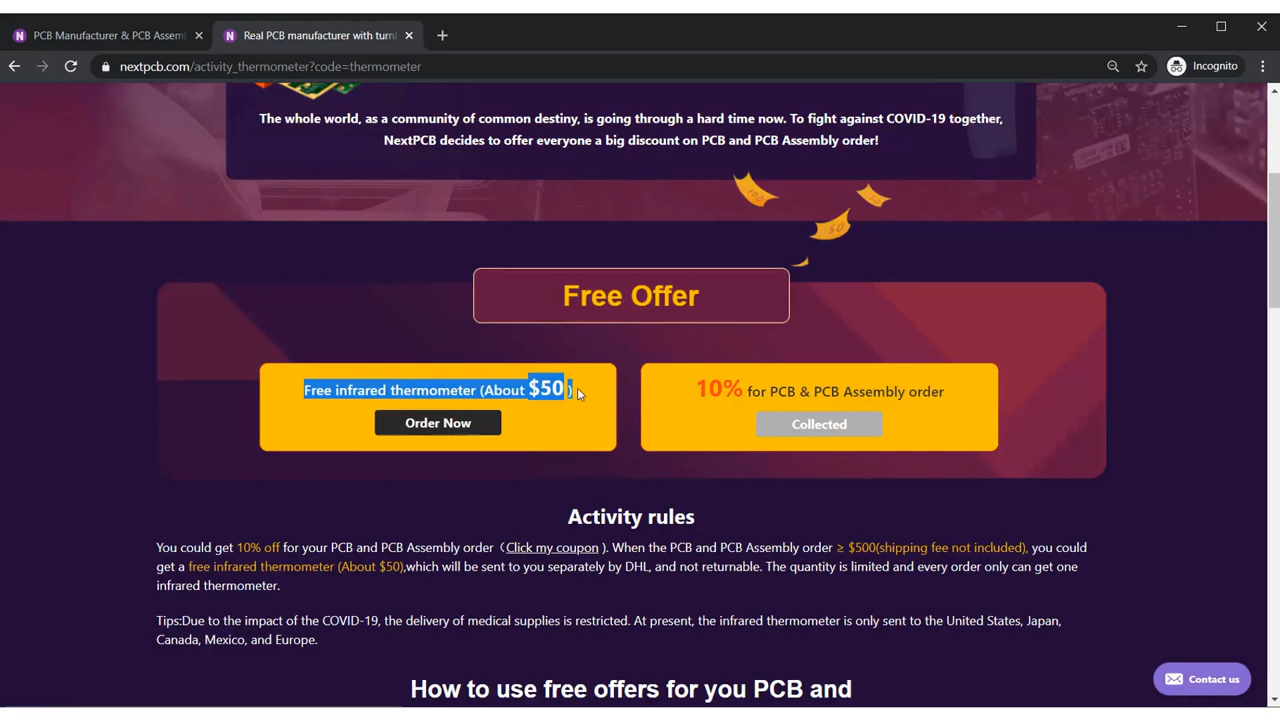 PCB Manufacturer & PCB Assem
Real PCB manufacturer with turn
nextpcb.com/activity_thermometer?code=thermometer
Incognito
The whole world, as a community of common destiny, is going through a hard time now. To fight against COVID-19 together,
NextPCB decides to offer everyone a big discount on PCB and PCB Assembly order!
Free Offer
Free infrared thermometer (About $50 )
Order Now
10% for PCB & PCB Assembly order
Collected
Activity rules
You could get 10% off for your PCB and PCB Assembly order（Click my coupon ). When the PCB and PCB Assembly order ≥ $500(shipping fee not included), you could
get a free infrared thermometer (About $50),which will be sent to you separately by DHL, and not returnable. The quantity is limited and every order only can get one
infrared thermometer.
Tips:Due to the impact of the COVID-19, the delivery of medical supplies is restricted. At present, the infrared thermometer is only sent to the United States, Japan,
Canada, Mexico, and Europe.
How to use free offers for you PCB and
Contact us